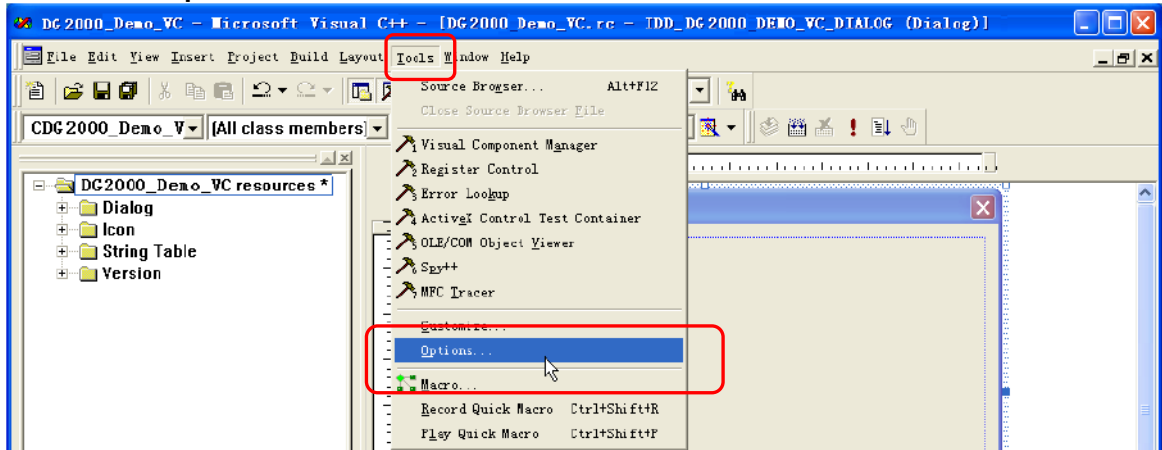 DG2000_Demo_VC - Microsoft Visual C++ - [DG2000_Demo_VC.rc - IDD_DG2000_DEMO_VC_DIALOG (Dialog)]
File Edit View Insert Project Build Layout Tools Window Help
Source Browser... Alt+F12
Close Source Browser File
CDG2000_Demo_V (All class members)
Visual Component Manager
Register Control
DG2000_Demo_VC resources *
Error Lookup
Dialog
ActiveX Control Test Container
Icon
OLE/COM Object Viewer
String Table
Spy++
Version
MFC Tracer
Customize...
Options...
Macro...
Record Quick Macro Ctrl+Shift+R
Play Quick Macro Ctrl+Shift+P